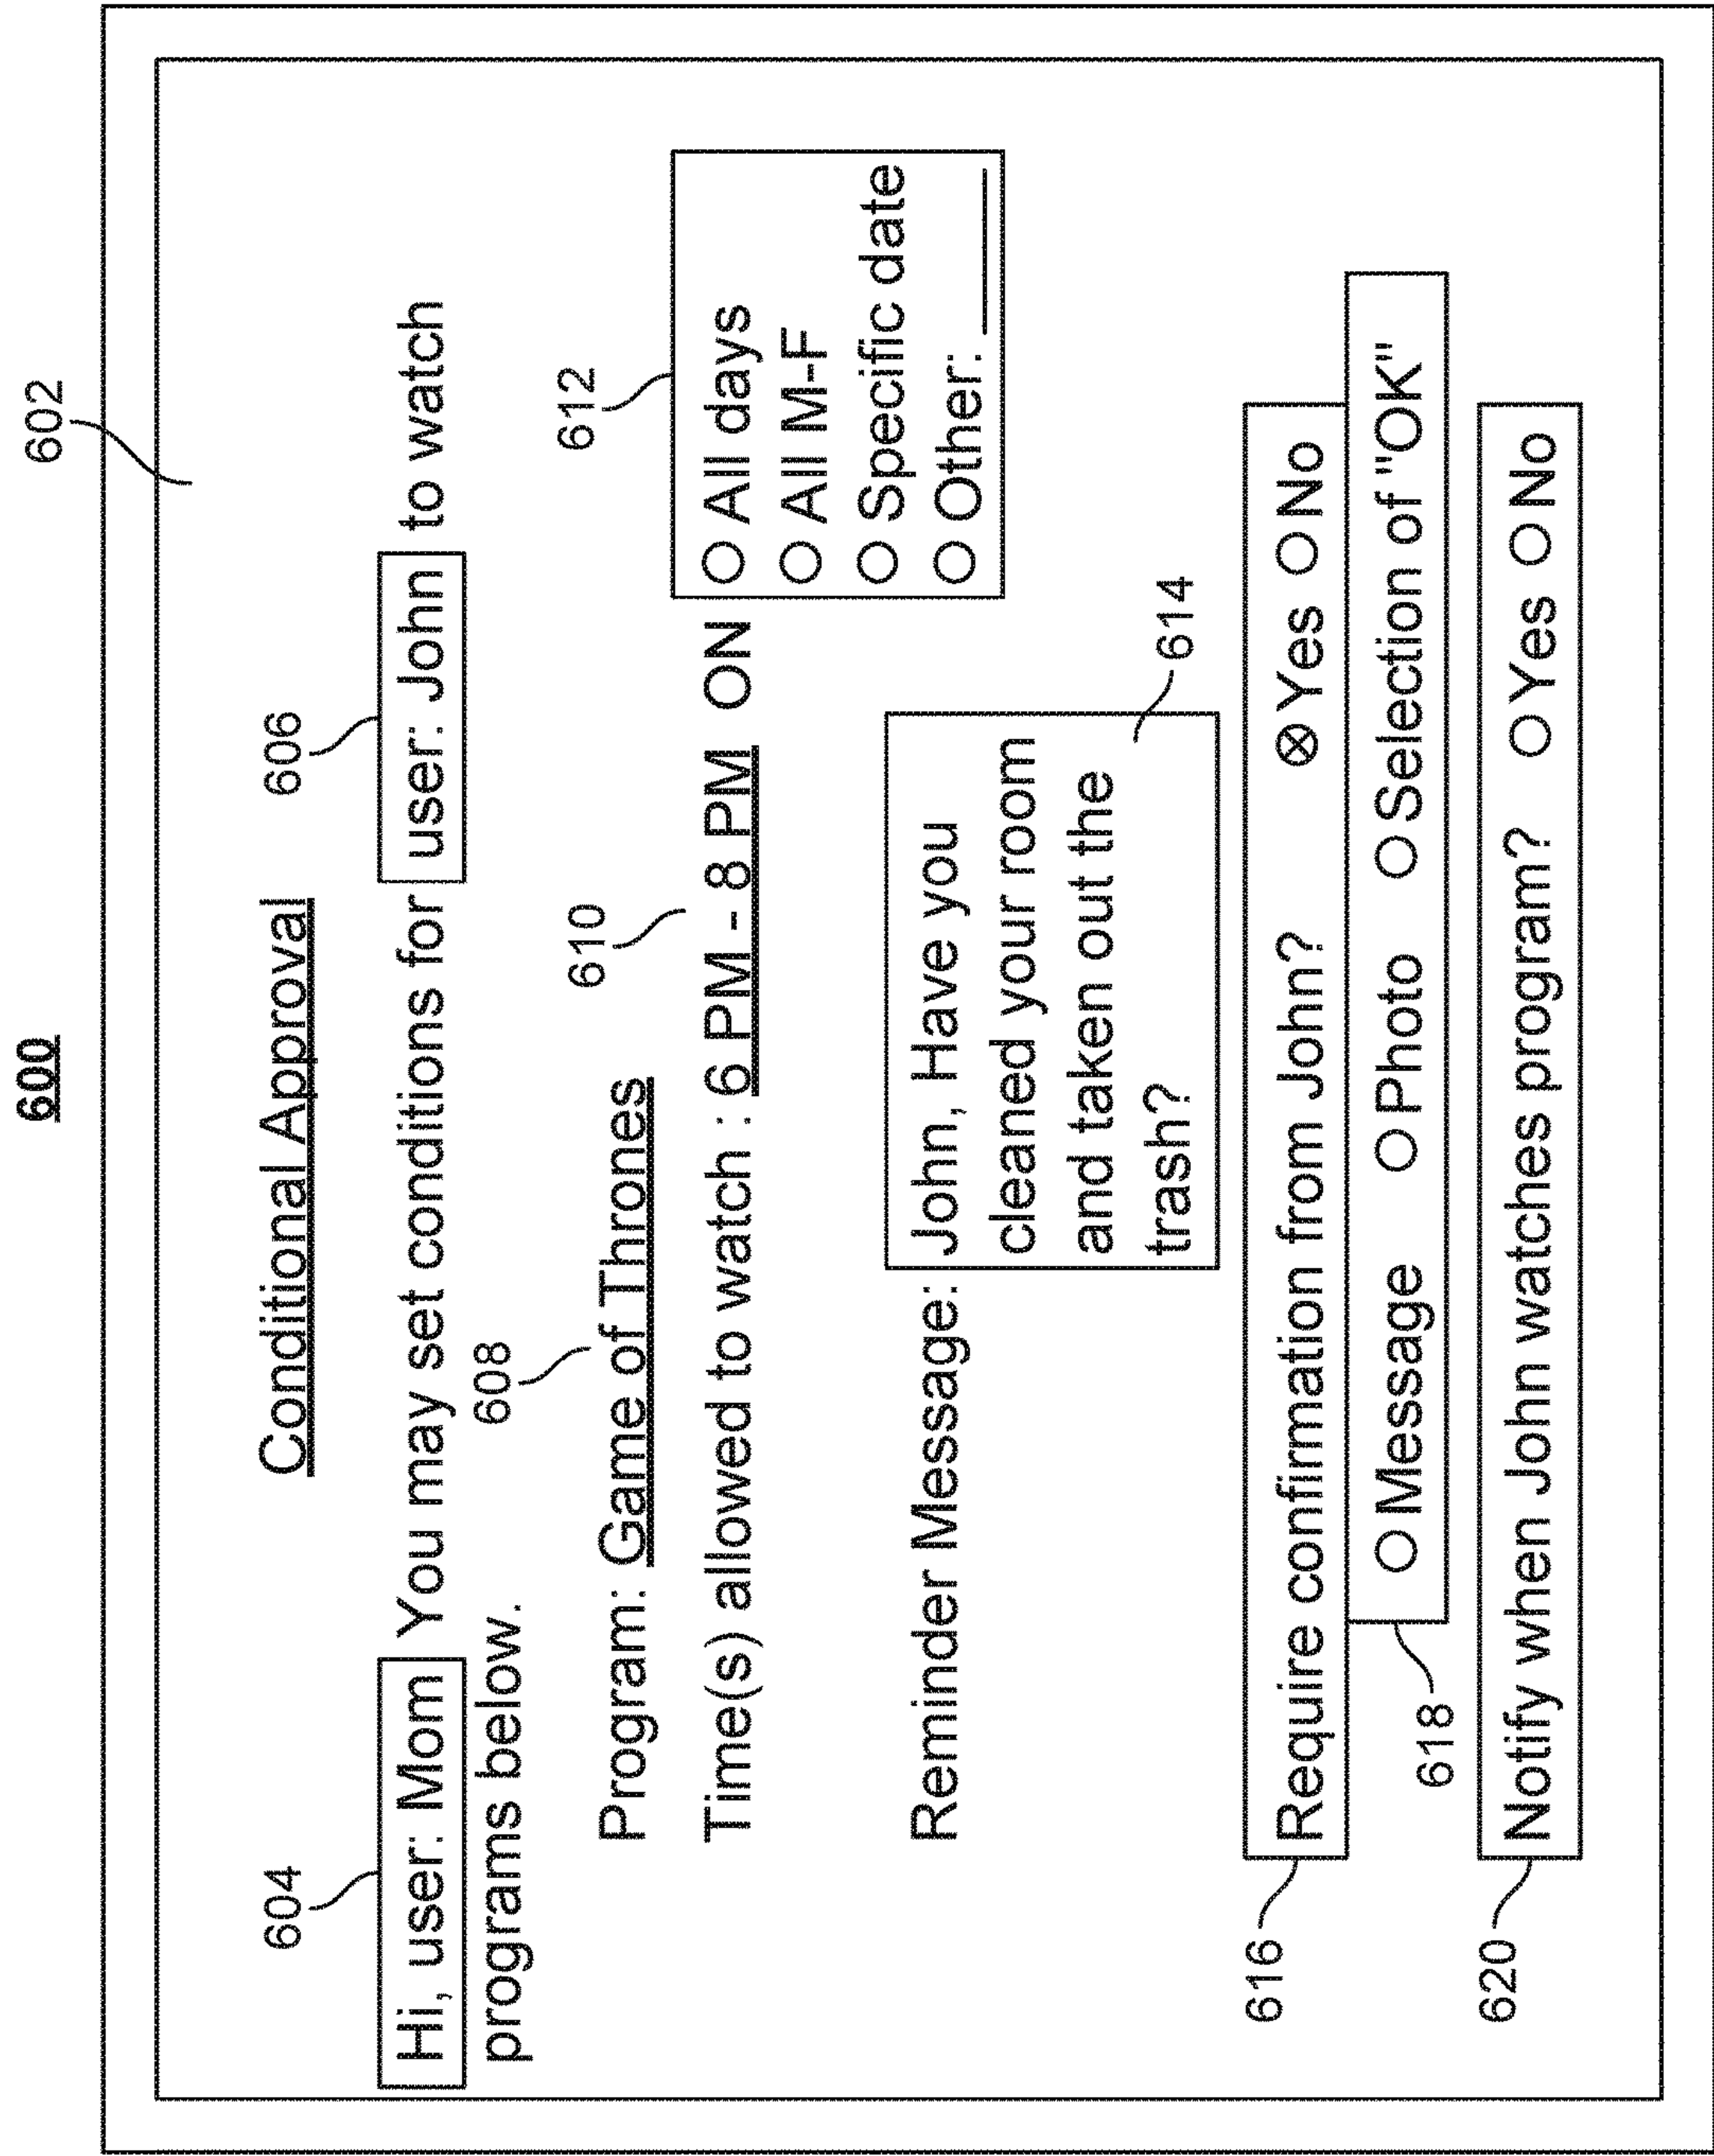 600
602
Conditional Approval
604
606
Hi, user: Mom You may set conditions for user: John to watch
programs below.
608
610
612
Program: Game of Thrones
Time(s) allowed to watch : 6 PM - 8 PM ○ ON
○ All days
○ All M-F
○ Specific date
○ Other: ____
Reminder Message: John, Have you
cleaned your room
and taken out the
trash?
614
616
Require confirmation from John? ⊗ Yes ○ No
618
○ Message ○ Photo ○ Selection of "OK"
620
Notify when John watches program? ○ Yes ○ No